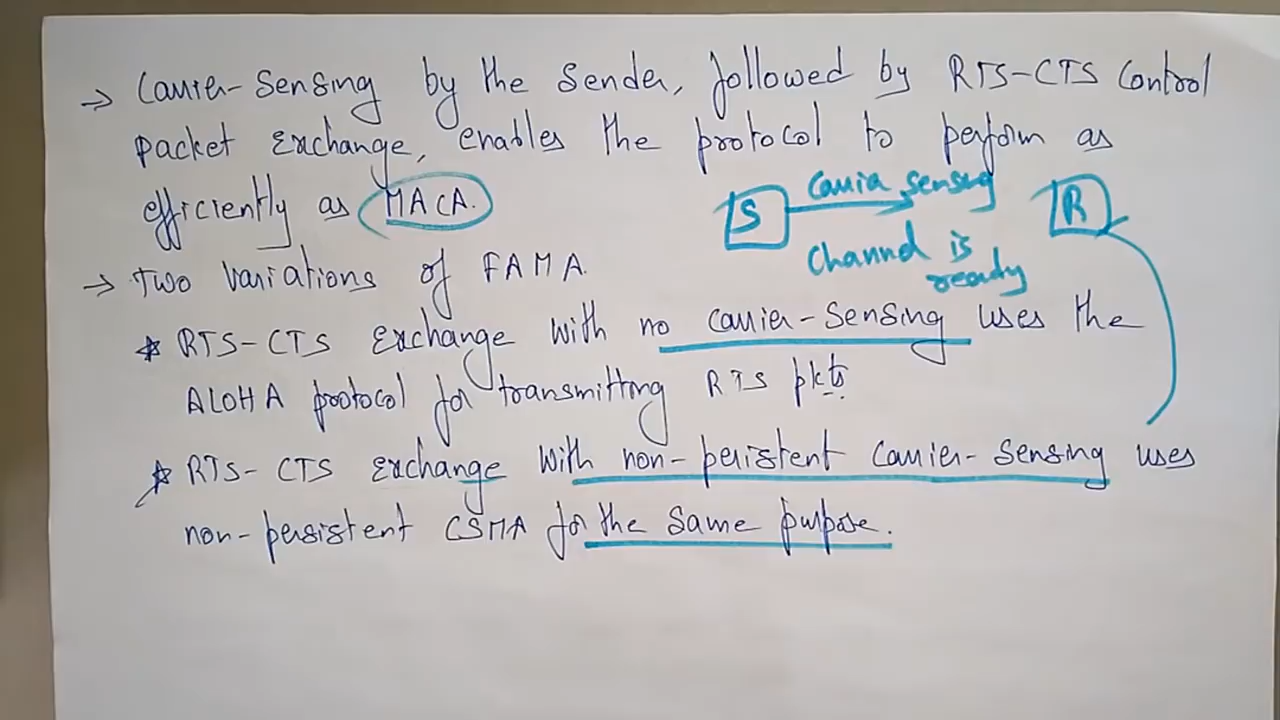 → Carrier-Sensing by the Sender, followed by RTS-CTS Control
packet Exchange, enables the protocol to perform as
efficiently as MACA.
S carrier sensing R
Channel is
ready
→ Two variations of FAMA.
* RTS-CTS Exchange with no carrier-sensing uses the
ALOHA protocol for transmitting RTS pkts.
* RTS-CTS Exchange with non-persistent carrier-sensing uses
non-persistent CSMA for the same purpose.